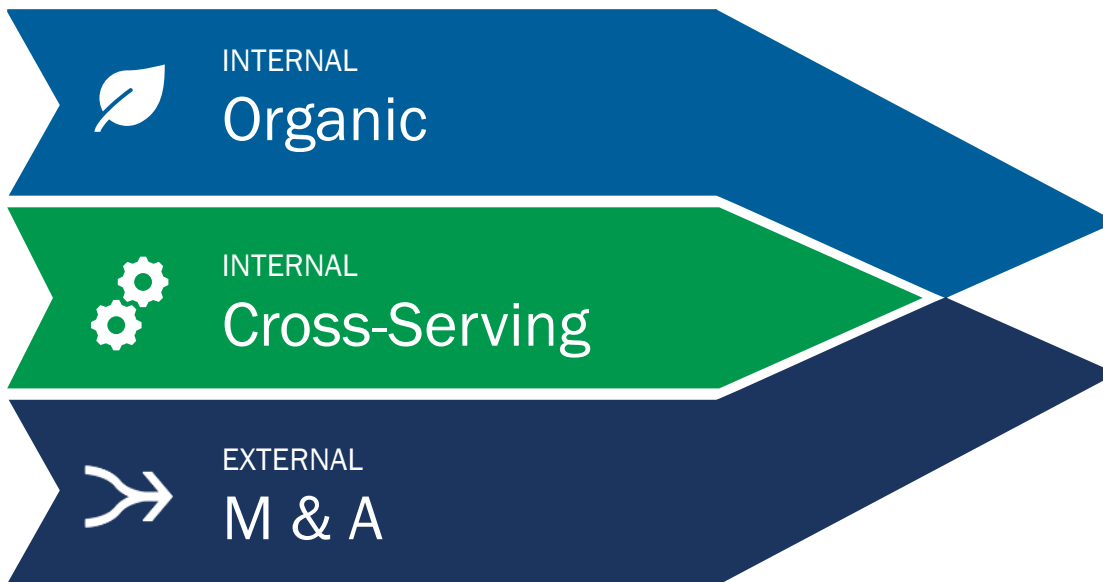 INTERNAL
Organic
INTERNAL
Cross-Serving
EXTERNAL
M & A